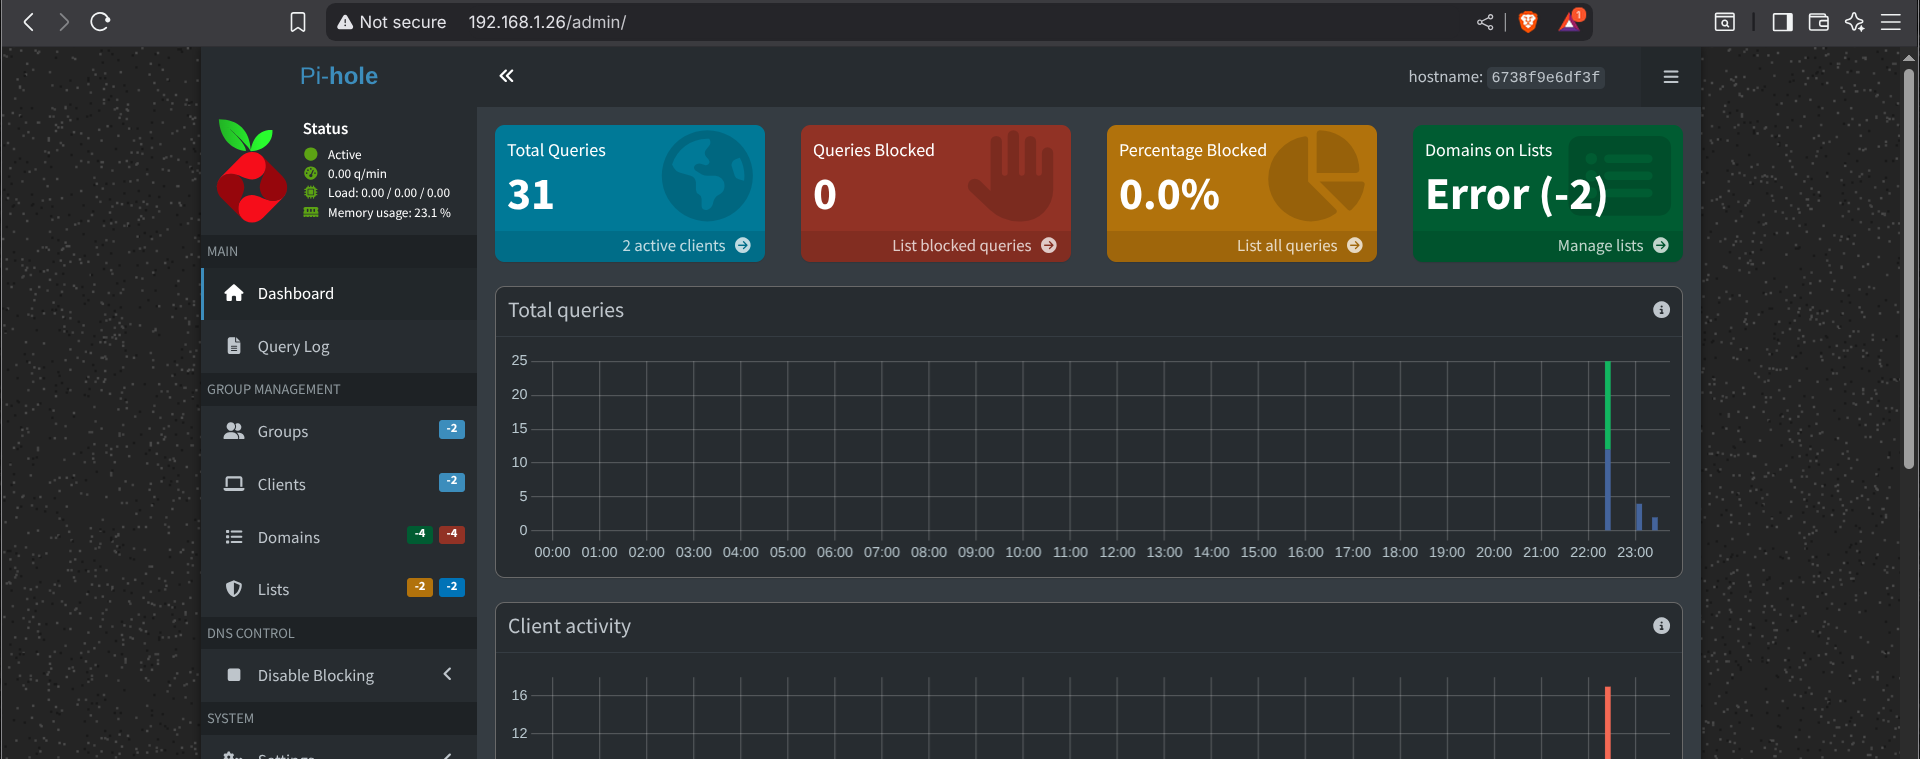 Not secure 192.168.1.26/admin/
1
Pi-hole
hostname: 6738f9e6df3f
Status
Active
0.00 q/min
Load: 0.00 / 0.00 / 0.00
Memory usage: 23.1 %
MAIN
Dashboard
Query Log
GROUP MANAGEMENT
Groups -2
Clients -2
Domains -4 -4
Lists -2 -2
DNS CONTROL
Disable Blocking
SYSTEM
Settings
Total Queries
31
2 active clients
Queries Blocked
0
List blocked queries
Percentage Blocked
0.0%
List all queries
Domains on Lists
Error (-2)
Manage lists
Total queries
25
20
15
10
5
0
00:00 01:00 02:00 03:00 04:00 05:00 06:00 07:00 08:00 09:00 10:00 11:00 12:00 13:00 14:00 15:00 16:00 17:00 18:00 19:00 20:00 21:00 22:00 23:00
Client activity
16
12